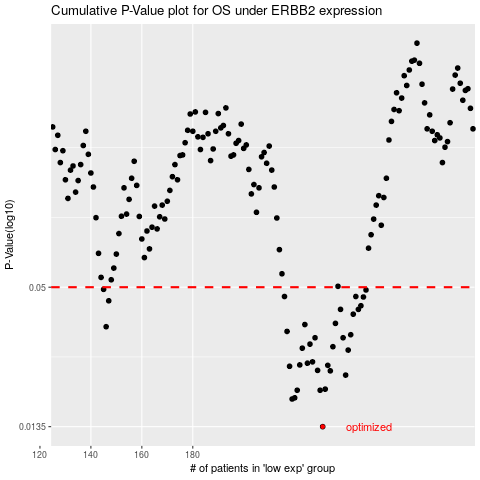 Cumulative P-Value plot for OS under ERBB2 expression
P-Value(log10)
0.05
0.0135
optimized
120 140 160 180
# of patients in 'low exp' group